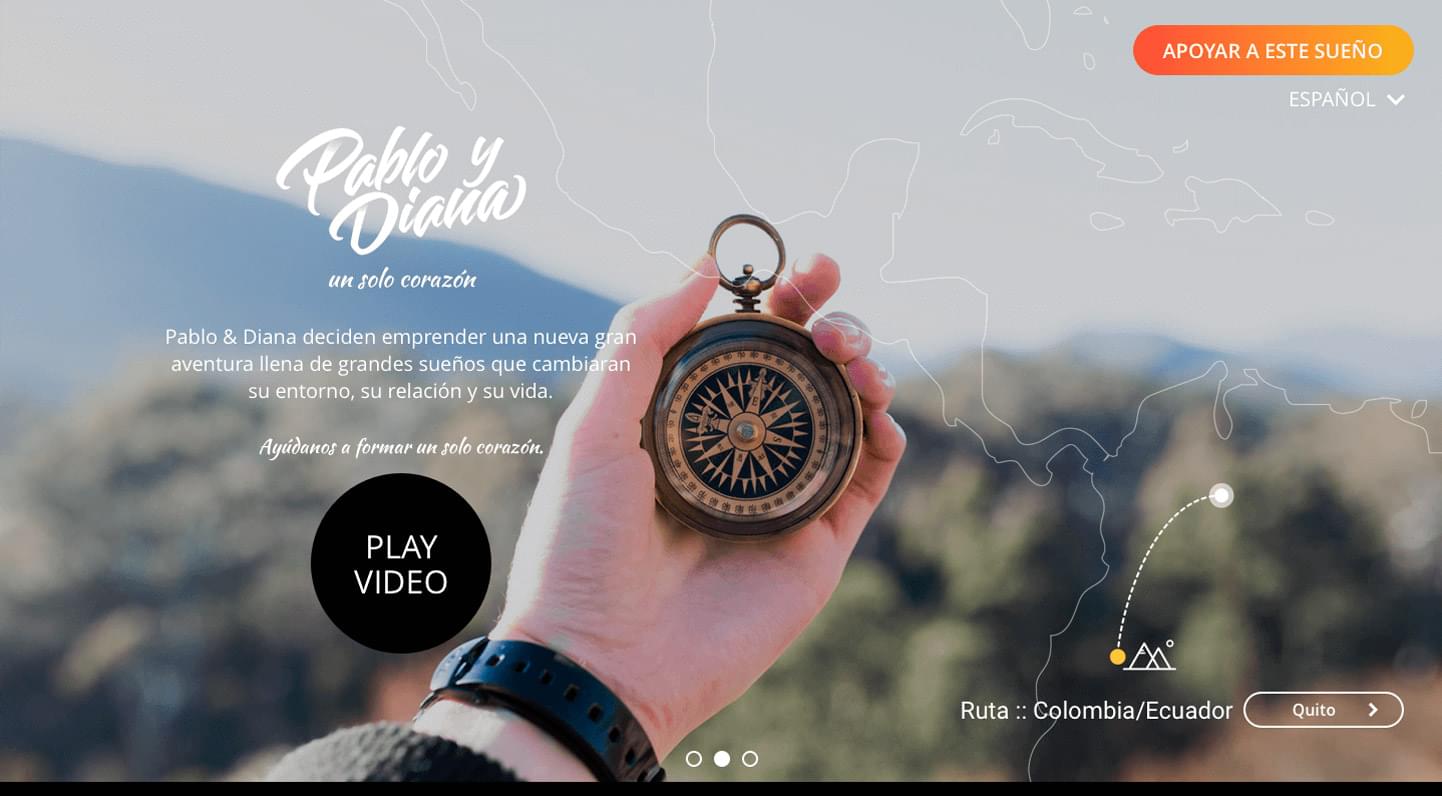 APOYAR A ESTE SUEÑO
ESPAÑOL
Pablo y
Diana
un solo corazón
Pablo & Diana deciden emprender una nueva gran
aventura llena de grandes sueños que cambiaran
su entorno, su relación y su vida.
Ayúdanos a formar un solo corazón.
PLAY
VIDEO
Ruta :: Colombia/Ecuador
Quito